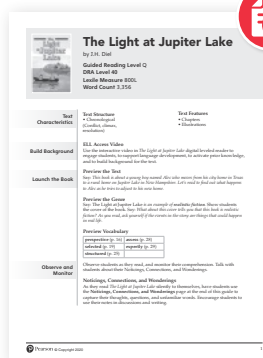 The Light at Jupiter Lake
by J.H. Diel
Guided Reading Level Q
DRA Level 40
Lexile Measure 800L
Word Count 3,356
Text
Characteristics
Text Structure
• Chronological
(Conflict, climax,
resolution)
Text Features
• Chapters
• Illustrations
Build Background
ELL Access Video
Use the interactive video in The Light at Jupiter Lake digital leveled reader to
engage students, to support language development, to activate prior knowledge,
and to build background for the text.
Launch the Book
Preview the Text
Say: This book is about a young boy named Alec who moves from his city home in Texas
to a rural home on Jupiter Lake in New Hampshire. Let's read to find out what happens
to Alec as he tries to adjust to his new home.
Preview the Genre
Say: The Light at Jupiter Lake is an example of realistic fiction. Show students
the cover of the book. Say: What about this cover tells you that this book is realistic
fiction? As you read, ask yourself if the events in the story are things that could happen
in real life.
Preview Vocabulary
perspective (p. 16)
assess (p. 28)
selected (p. 19)
expertly (p. 29)
structured (p. 25)
Observe and
Monitor
Observe students as they read, and monitor their comprehension. Talk with
students about their Noticings, Connections, and Wonderings.
Noticings, Connections, and Wonderings
As they read The Light at Jupiter Lake silently to themselves, have students use
the Noticings, Connections, and Wonderings page at the end of this guide to
capture their thoughts, questions, and unfamiliar words. Encourage students to
use their notes in discussion and writing.
Pearson © Copyright 2020
1